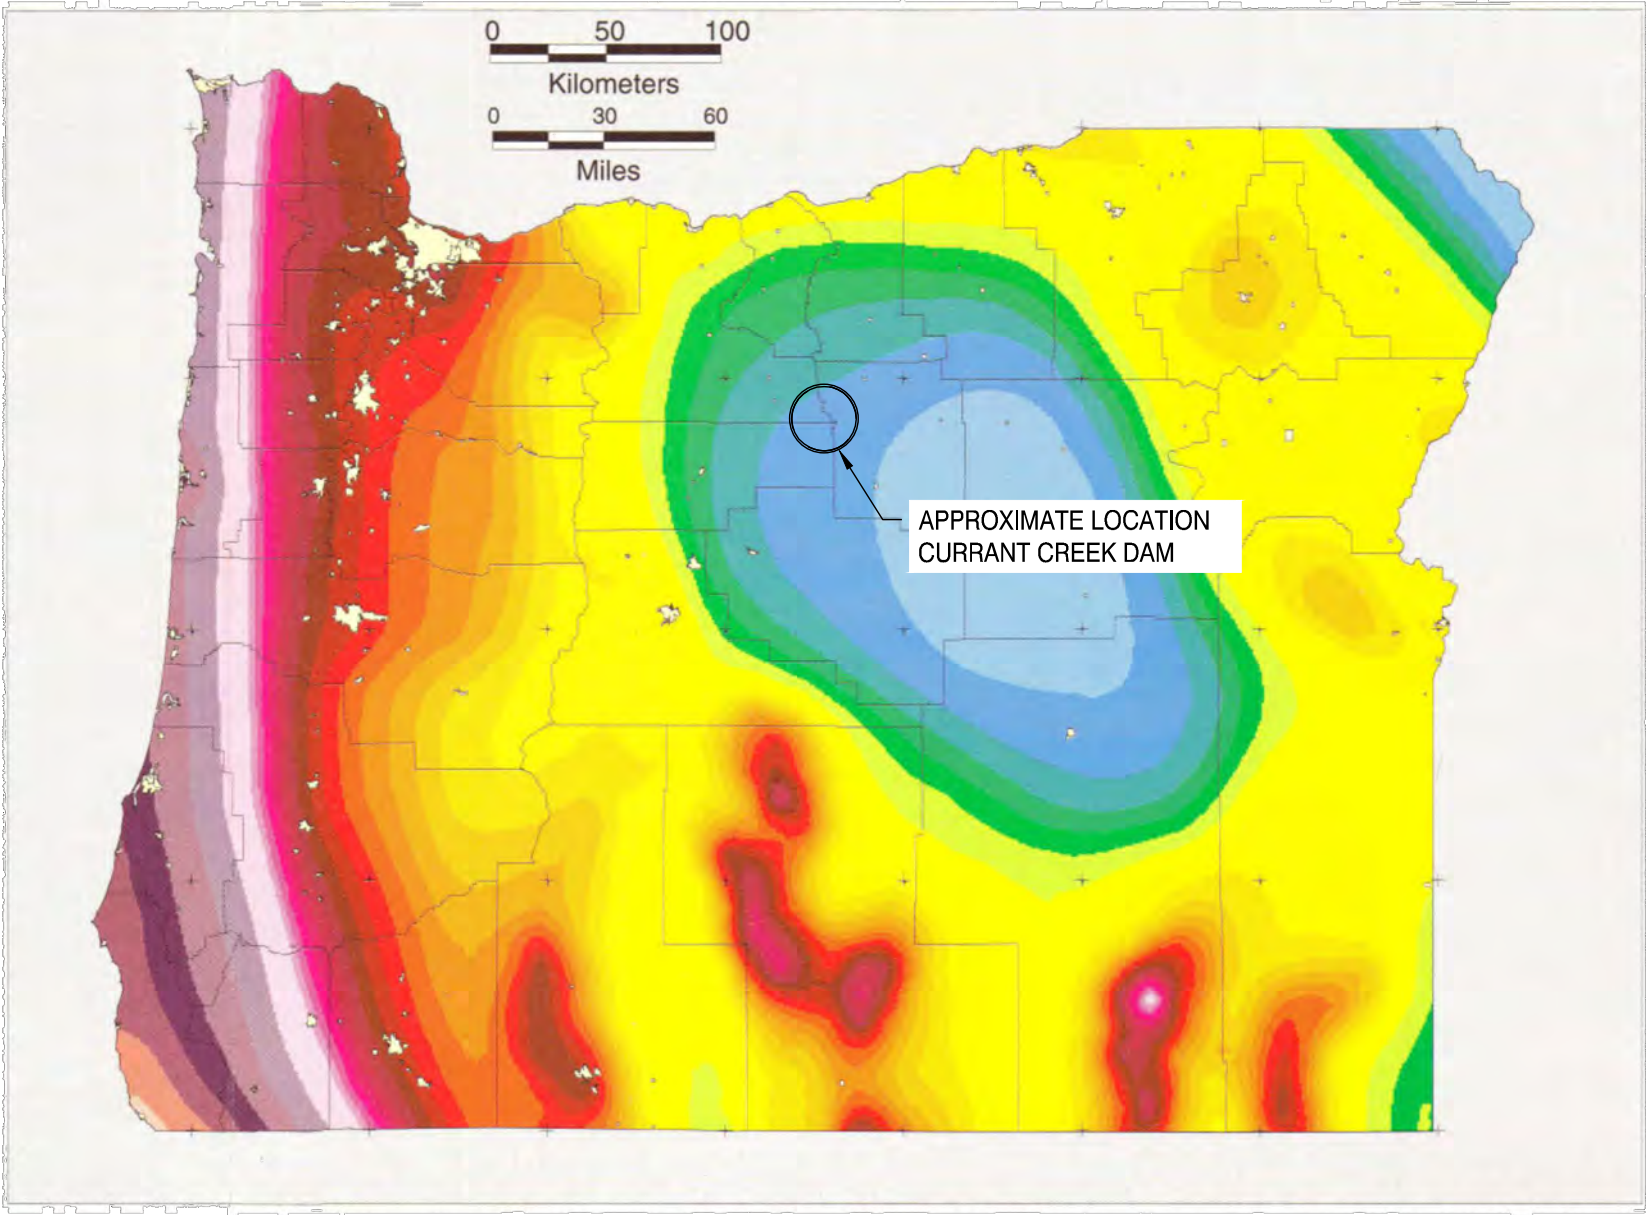 0 50 100
Kilometers
0 30 60
Miles
APPROXIMATE LOCATION
CURRANT CREEK DAM